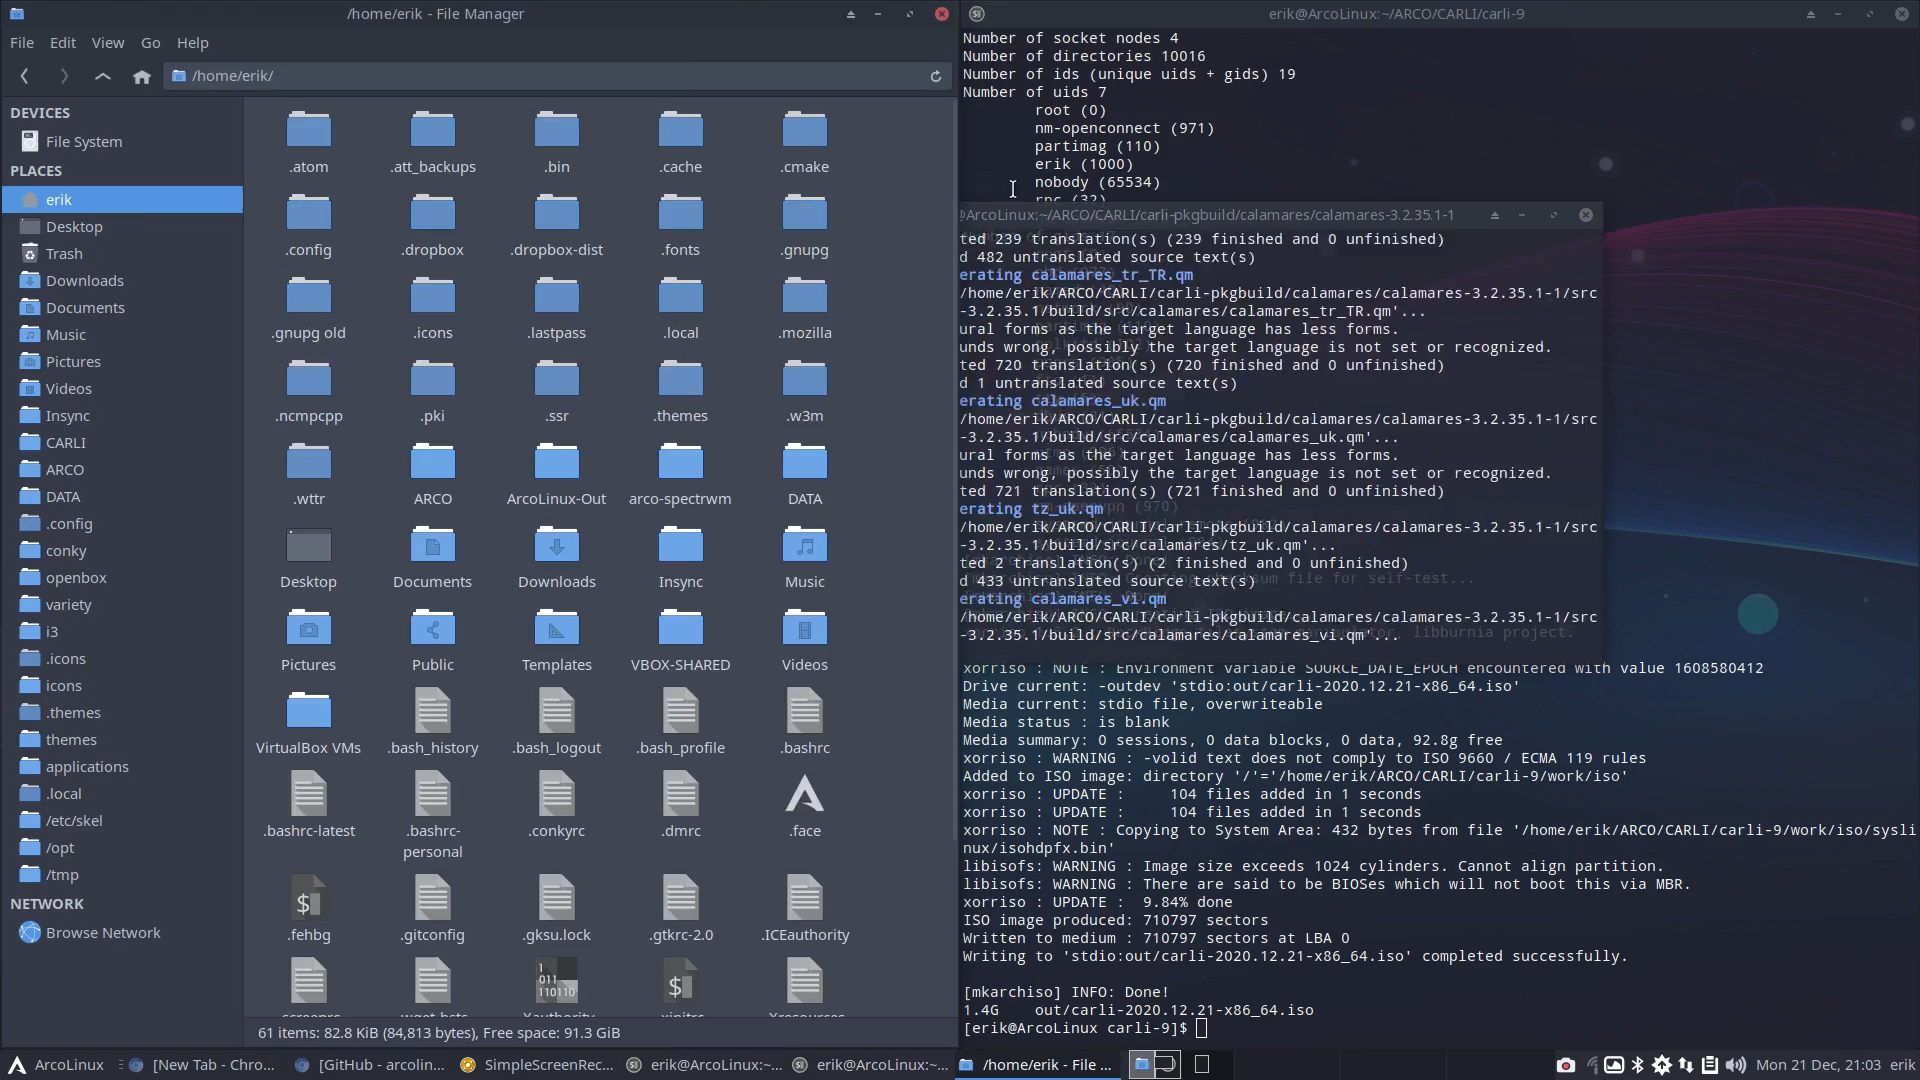 /home/erik - File Manager
File Edit View Go Help
/home/erik/
DEVICES
File System
PLACES
erik
Desktop
Trash
Downloads
Documents
Music
Pictures
Videos
Insync
CARLI
ARCO
DATA
.config
conky
openbox
variety
i3
.icons
icons
.themes
themes
applications
.local
/etc/skel
/opt
/tmp
NETWORK
Browse Network
.atom .att_backups .bin .cache .cmake
.config .dropbox .dropbox-dist .fonts .gnupg
.gnupg old .icons .lastpass .local .mozilla
.ncmpcpp .pki .ssr .themes .w3m
.wttr ARCO ArcoLinux-Out arco-spectrwm DATA
Desktop Documents Downloads Insync Music
Pictures Public Templates VBOX-SHARED Videos
VirtualBox VMs .bash_history .bash_logout .bash_profile .bashrc
.bashrc-latest .bashrc-personal .conkyrc .dmrc .face
.fehbg .gitconfig .gksu.lock .gtkrc-2.0 .ICEauthority
61 items: 82.8 KiB (84,813 bytes), Free space: 91.3 GiB
erik@ArcoLinux:~/ARCO/CARLI/carli-9
Number of socket nodes 4
Number of directories 10016
Number of ids (unique uids + gids) 19
Number of uids 7
root (0)
nm-openconnect (971)
partimag (110)
erik (1000)
nobody (65534)
rpc (32)
@ArcoLinux:~/ARCO/CARLI/carli-pkgbuild/calamares/calamares-3.2.35.1-1
ted 239 translation(s) (239 finished and 0 unfinished)
d 482 untranslated source text(s)
erating calamares_tr_TR.qm
/home/erik/ARCO/CARLI/carli-pkgbuild/calamares/calamares-3.2.35.1-1/src
-3.2.35.1/build/src/calamares/calamares_tr_TR.qm'...
ural forms as the target language has less forms.
unds wrong, possibly the target language is not set or recognized.
ted 720 translation(s) (720 finished and 0 unfinished)
d 1 untranslated source text(s)
erating calamares_uk.qm
/home/erik/ARCO/CARLI/carli-pkgbuild/calamares/calamares-3.2.35.1-1/src
-3.2.35.1/build/src/calamares/calamares_uk.qm'...
ural forms as the target language has less forms.
unds wrong, possibly the target language is not set or recognized.
ted 721 translation(s) (721 finished and 0 unfinished)
erating tz_uk.qm
/home/erik/ARCO/CARLI/carli-pkgbuild/calamares/calamares-3.2.35.1-1/src
-3.2.35.1/build/src/calamares/tz_uk.qm'...
ted 2 translation(s) (2 finished and 0 unfinished)
d 433 untranslated source text(s)
erating calamares_vi.qm
/home/erik/ARCO/CARLI/carli-pkgbuild/calamares/calamares-3.2.35.1-1/src
-3.2.35.1/build/src/calamares/calamares_vi.qm'...
xorriso : NOTE : Environment variable SOURCE_DATE_EPOCH encountered with value 1608580412
Drive current: -outdev 'stdio:out/carli-2020.12.21-x86_64.iso'
Media current: stdio file, overwriteable
Media status : is blank
Media summary: 0 sessions, 0 data blocks, 0 data, 92.8g free
xorriso : WARNING : -volid text does not comply to ISO 9660 / ECMA 119 rules
Added to ISO image: directory '/'='/home/erik/ARCO/CARLI/carli-9/work/iso'
xorriso : UPDATE : 104 files added in 1 seconds
xorriso : UPDATE : 104 files added in 1 seconds
xorriso : NOTE : Copying to System Area: 432 bytes from file '/home/erik/ARCO/CARLI/carli-9/work/iso/sysli
nux/isohdpfx.bin'
libisofs: WARNING : Image size exceeds 1024 cylinders. Cannot align partition.
libisofs: WARNING : There are said to be BIOSes which will not boot this via MBR.
xorriso : UPDATE : 9.84% done
ISO image produced: 710797 sectors
Written to medium : 710797 sectors at LBA 0
Writing to 'stdio:out/carli-2020.12.21-x86_64.iso' completed successfully.
[mkarchiso] INFO: Done!
1.4G out/carli-2020.12.21-x86_64.iso
[erik@ArcoLinux carli-9]$
ArcoLinux [New Tab - Chro... [GitHub - arcolin... SimpleScreenRec... erik@ArcoLinux:~/... erik@ArcoLinux:~/... /home/erik - File ... Mon 21 Dec, 21:03 erik